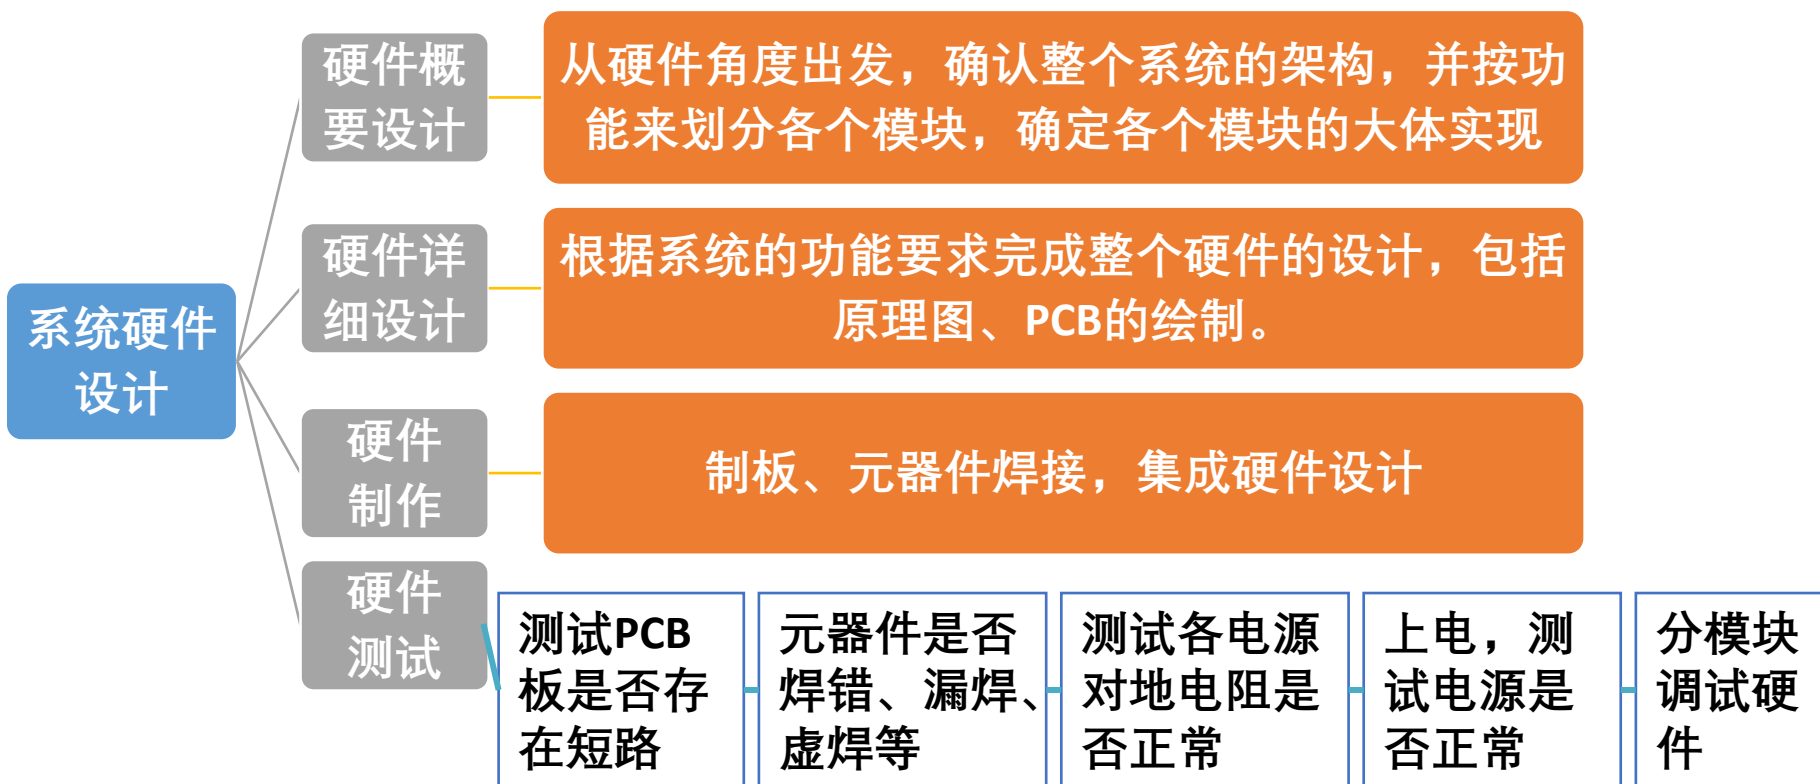 硬件概
要设计
从硬件角度出发，确认整个系统的架构，并按功
能来划分各个模块，确定各个模块的大体实现
硬件详
细设计
根据系统的功能要求完成整个硬件的设计，包括
原理图、PCB的绘制。
系统硬件
设计
硬件
制作
制板、元器件焊接，集成硬件设计
硬件
测试
测试PCB
板是否存
在短路
元器件是否
焊错、漏焊、
虚焊等
测试各电源
对地电阻是
否正常
上电，测
试电源是
否正常
分模块
调试硬
件